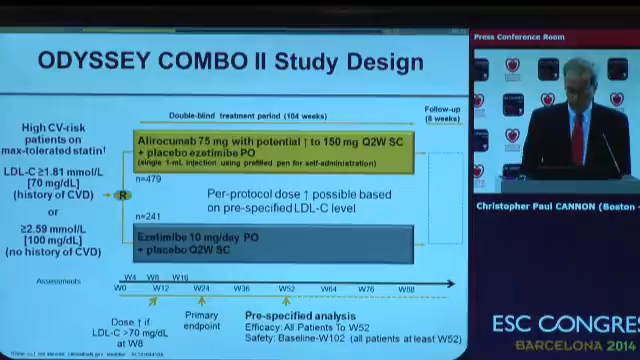 Press Conference Room
ODYSSEY COMBO II Study Design
Double-blind treatment period (104 weeks)
Follow-up
(8 weeks)
High CV-risk
patients on
max-tolerated statin†
LDL-C ≥1.81 mmol/L
[70 mg/dL]
(history of CVD)
or
≥2.59 mmol/L
[100 mg/dL]
(no history of CVD)
R
Alirocumab 75 mg with potential ↑ to 150 mg Q2W SC
+ placebo ezetimibe PO
(single 1-mL injection using prefilled pen for self-administration)
n=479
Per-protocol dose ↑ possible based
on pre-specified LDL-C level
n=241
Ezetimibe 10 mg/day PO
+ placebo Q2W SC
Assessments
W4 W8 W16
W0 W12 W24 W36 W52 W64 W76 W88
Dose ↑ if
LDL-C >70 mg/dL
at W8
Primary
endpoint
Pre-specified analysis
Efficacy: All Patients To W52
Safety: Baseline-W102 (all patients at least W52)
Christopher Paul CANNON (Boston -
ESC CONGRES
BARCELONA 2014